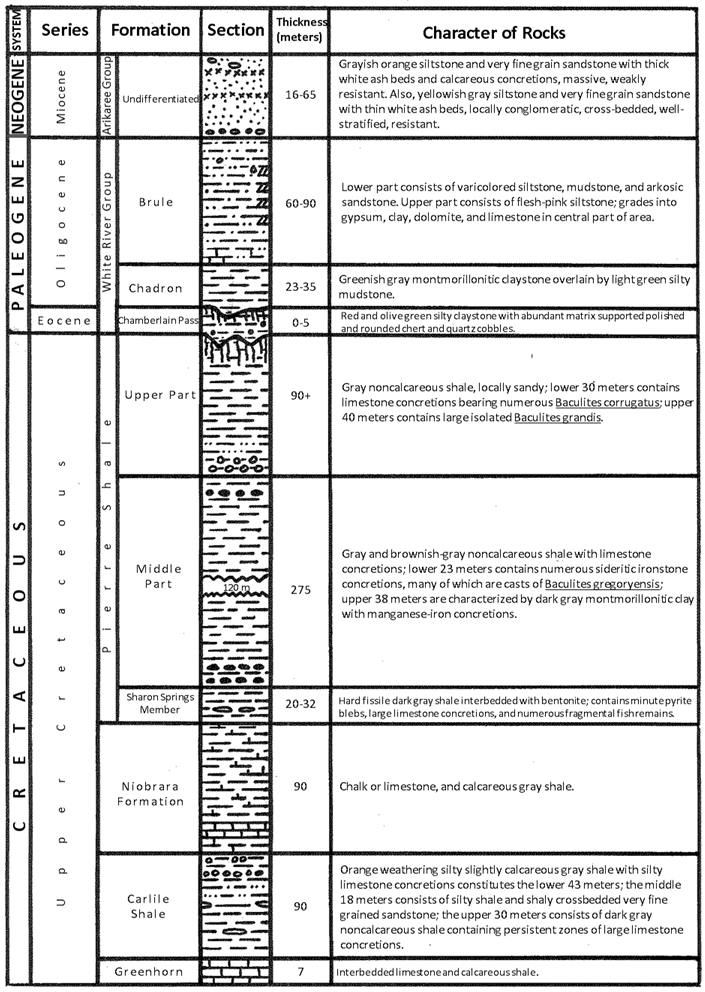 SYSTEM
Series
Formation
Section
Thickness
(meters)
Character of Rocks
NEOGENE
Miocene
Arikaree Group
Undifferentiated
16-65
Grayish orange siltstone and very fine grain sandstone with thick
white ash beds and calcareous concretions, massive, weakly
resistant. Also, yellowish gray siltstone and very fine grain sandstone
with thin white ash beds, locally conglomeratic, cross-bedded, well-
stratified, resistant.
PALEOGENE
Oligocene
White River Group
Brule
60-90
Lower part consists of varicolored siltstone, mudstone, and arkosic
sandstone. Upper part consists of flesh-pink siltstone; grades into
gypsum, clay, dolomite, and limestone in central part of area.
Chadron
23-35
Greenish gray montmorillonitic claystone overlain by light green silty
mudstone.
Eocene
Chamberlain Pass
0-5
Red and olive green silty claystone with abundant matrix supported polished
and rounded chert and quartz cobbles.
CRETACEOUS
Upper Cretaceous
Pierre Shale
Upper Part
90+
Gray noncalcareous shale, locally sandy; lower 30 meters contains
limestone concretions bearing numerous Baculites corrugatus; upper
40 meters contains large isolated Baculites grandis.
Middle
Part
120 m
275
Gray and brownish-gray noncalcareous shale with limestone
concretions; lower 23 meters contains numerous sideritic ironstone
concretions, many of which are casts of Baculites gregoryensis;
upper 38 meters are characterized by dark gray montmorillonitic clay
with manganese-iron concretions.
Sharon Springs
Member
20-32
Hard fissile dark gray shale interbedded with bentonite; contains minute pyrite
blebs, large limestone concretions, and numerous fragmental fish remains.
Niobrara
Formation
90
Chalk or limestone, and calcareous gray shale.
Carlile
Shale
90
Orange weathering silty slightly calcareous gray shale with silty
limestone concretions constitutes the lower 43 meters; the middle
18 meters consists of silty shale and shaly crossbedded very fine
grained sandstone; the upper 30 meters consists of dark gray
noncalcareous shale containing persistent zones of large limestone
concretions.
Greenhorn
7
Interbedded limestone and calcareous shale.